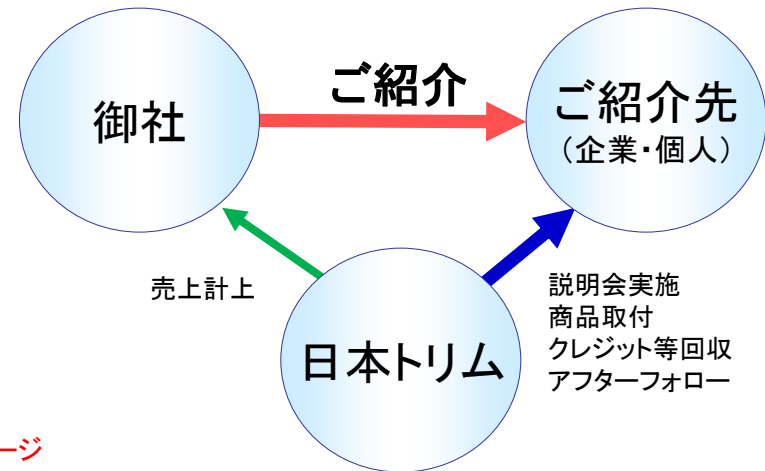 ご紹介
御社
ご紹介先
（企業・個人）
売上計上
日本トリム
説明会実施
商品取付
クレジット等回収
アフターフォロー
ージ